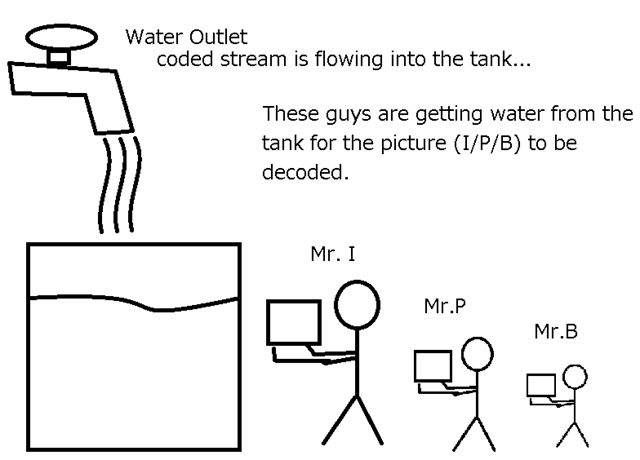 Water Outlet
coded stream is flowing into the tank...
These guys are getting water from the
tank for the picture (I/P/B) to be
decoded.
Mr. I
Mr.P
Mr.B